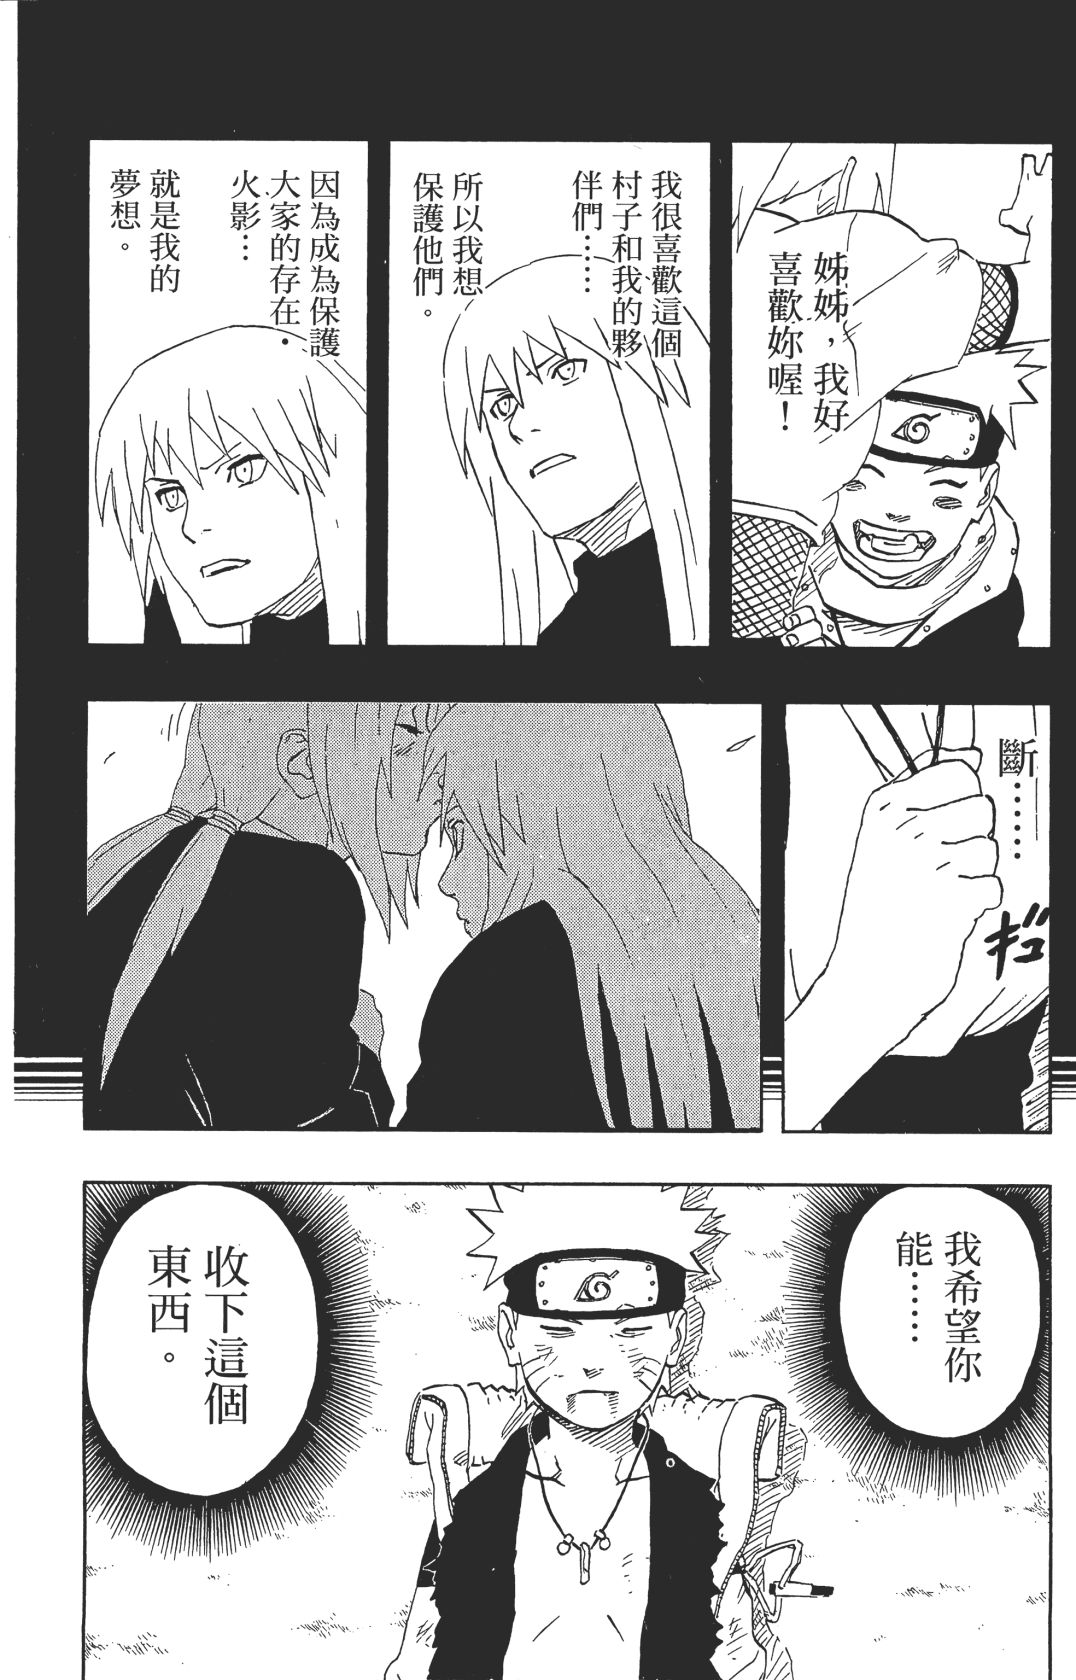 姊姊，我好
喜歡妳喔！
我很喜歡這個
村子和我的夥
伴們……
所以我想
保護他們。
因為成為保護
大家的存在．
火影…
就是我的
夢想。
斷……
ギュ
我希望你
能……
收下這個
東西。